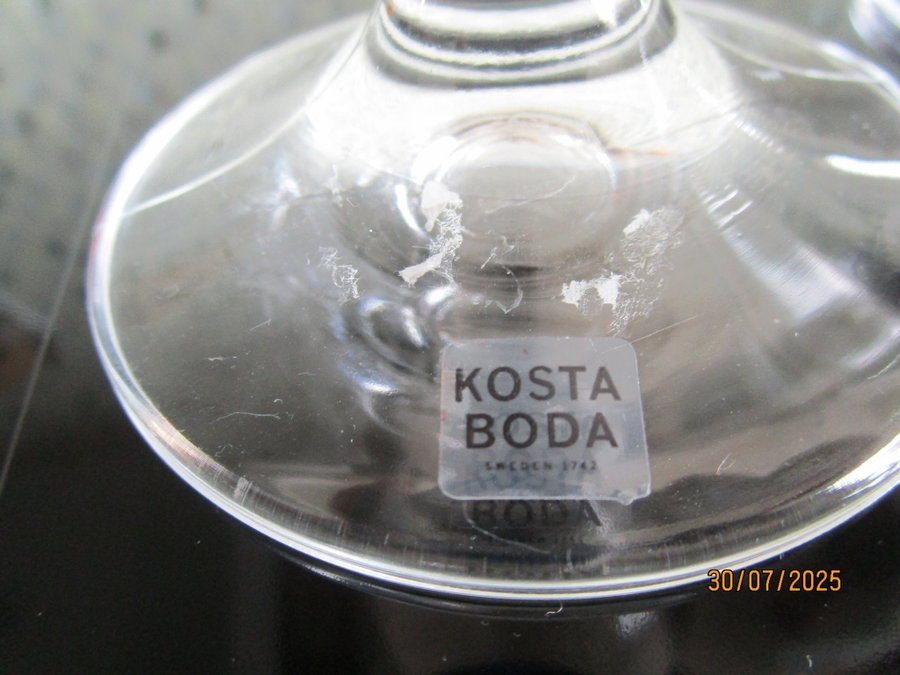 KOSTA
BODA
SWEDEN 1742
BODA
30/07/2025